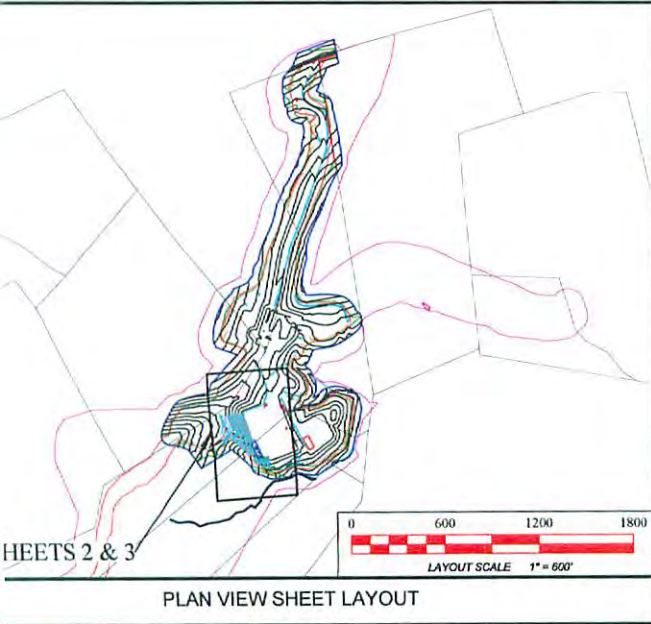 HEETS 2 & 3
0 600 1200 1800
LAYOUT SCALE 1" = 600'
PLAN VIEW SHEET LAYOUT